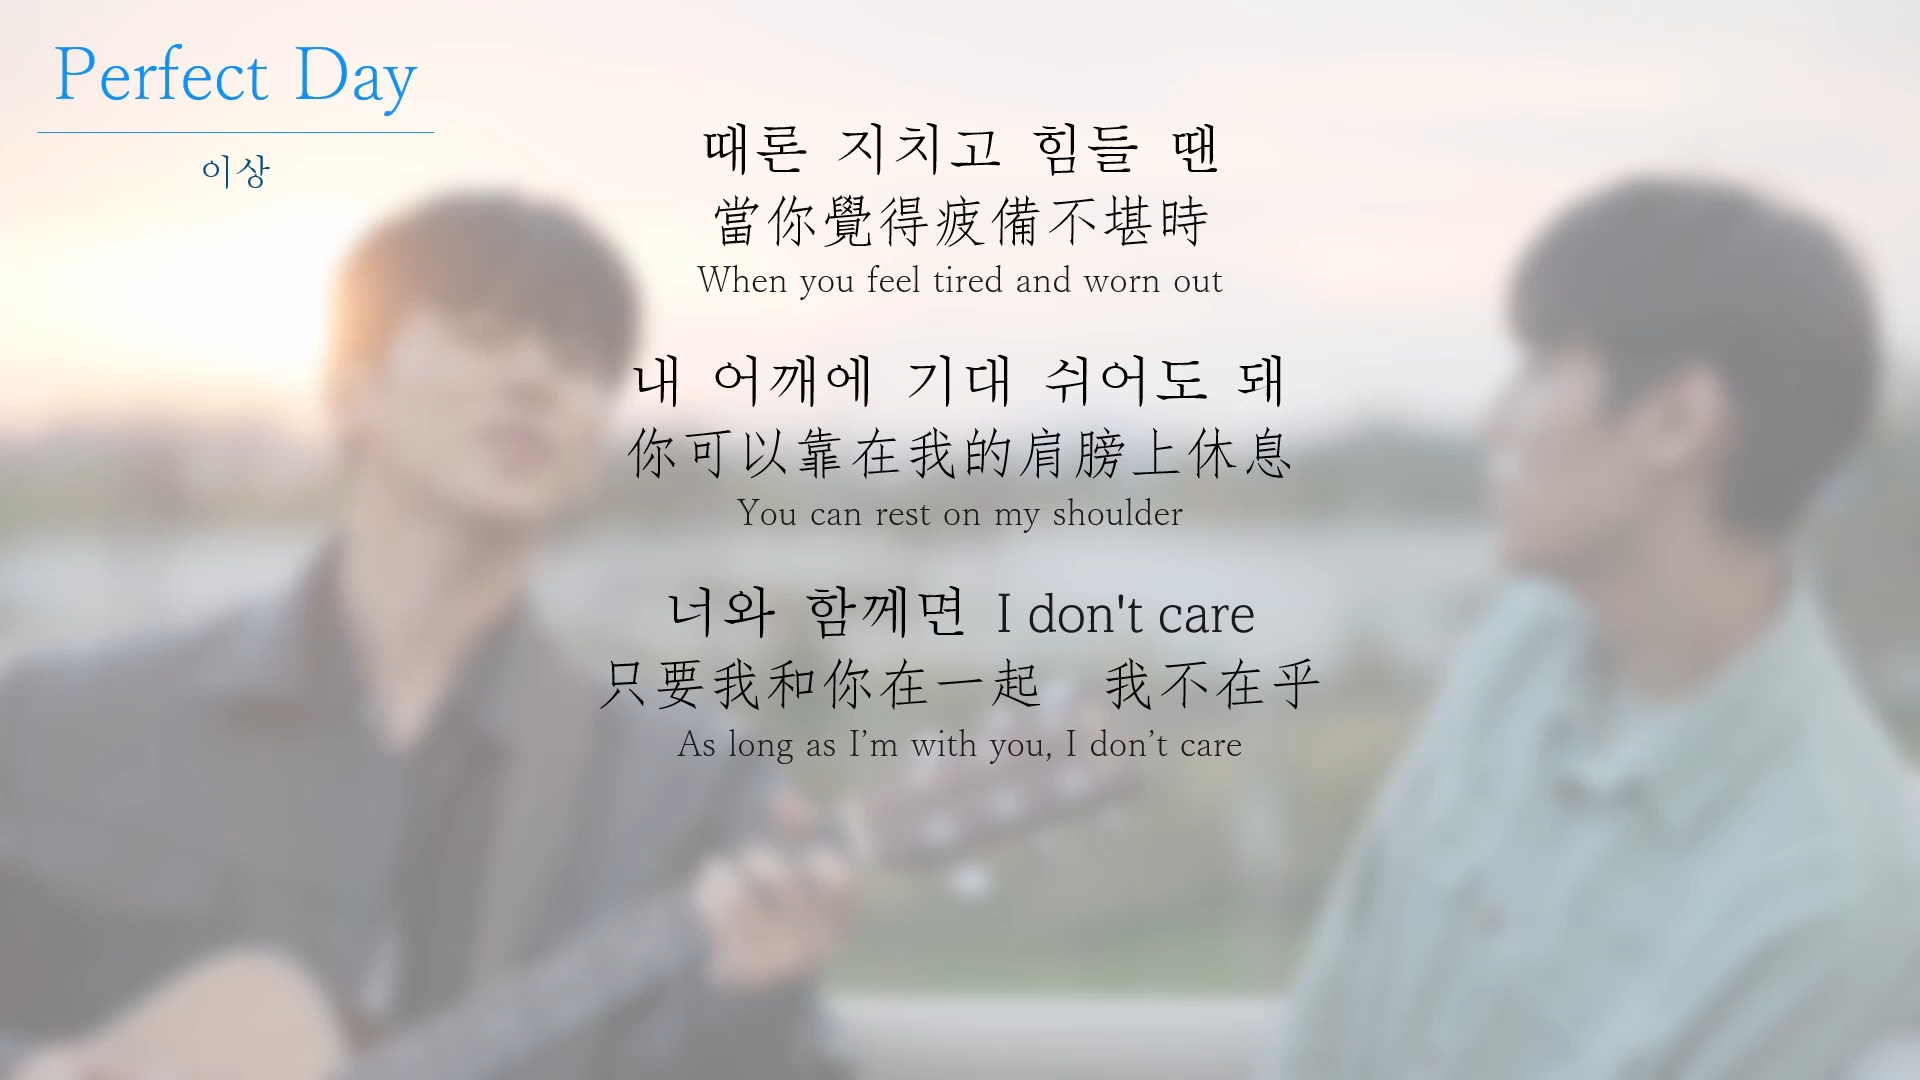 Perfect Day
이상
때론 지치고 힘들 땐
當你覺得疲備不堪時
When you feel tired and worn out
내 어깨에 기대 쉬어도 돼
你可以靠在我的肩膀上休息
You can rest on my shoulder
너와 함께면 I don't care
只要我和你在一起　我不在乎
As long as I’m with you, I don’t care